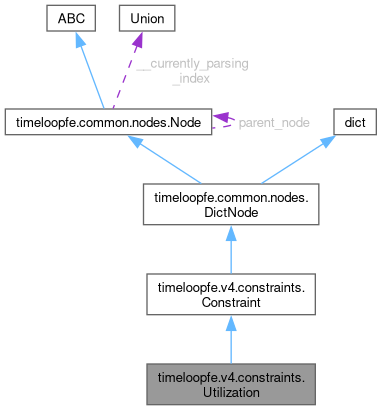 ABC
Union
__currently_parsing
_index
timeloopfe.common.nodes.Node
parent_node
dict
timeloopfe.common.nodes.
DictNode
timeloopfe.v4.constraints.
Constraint
timeloopfe.v4.constraints.
Utilization